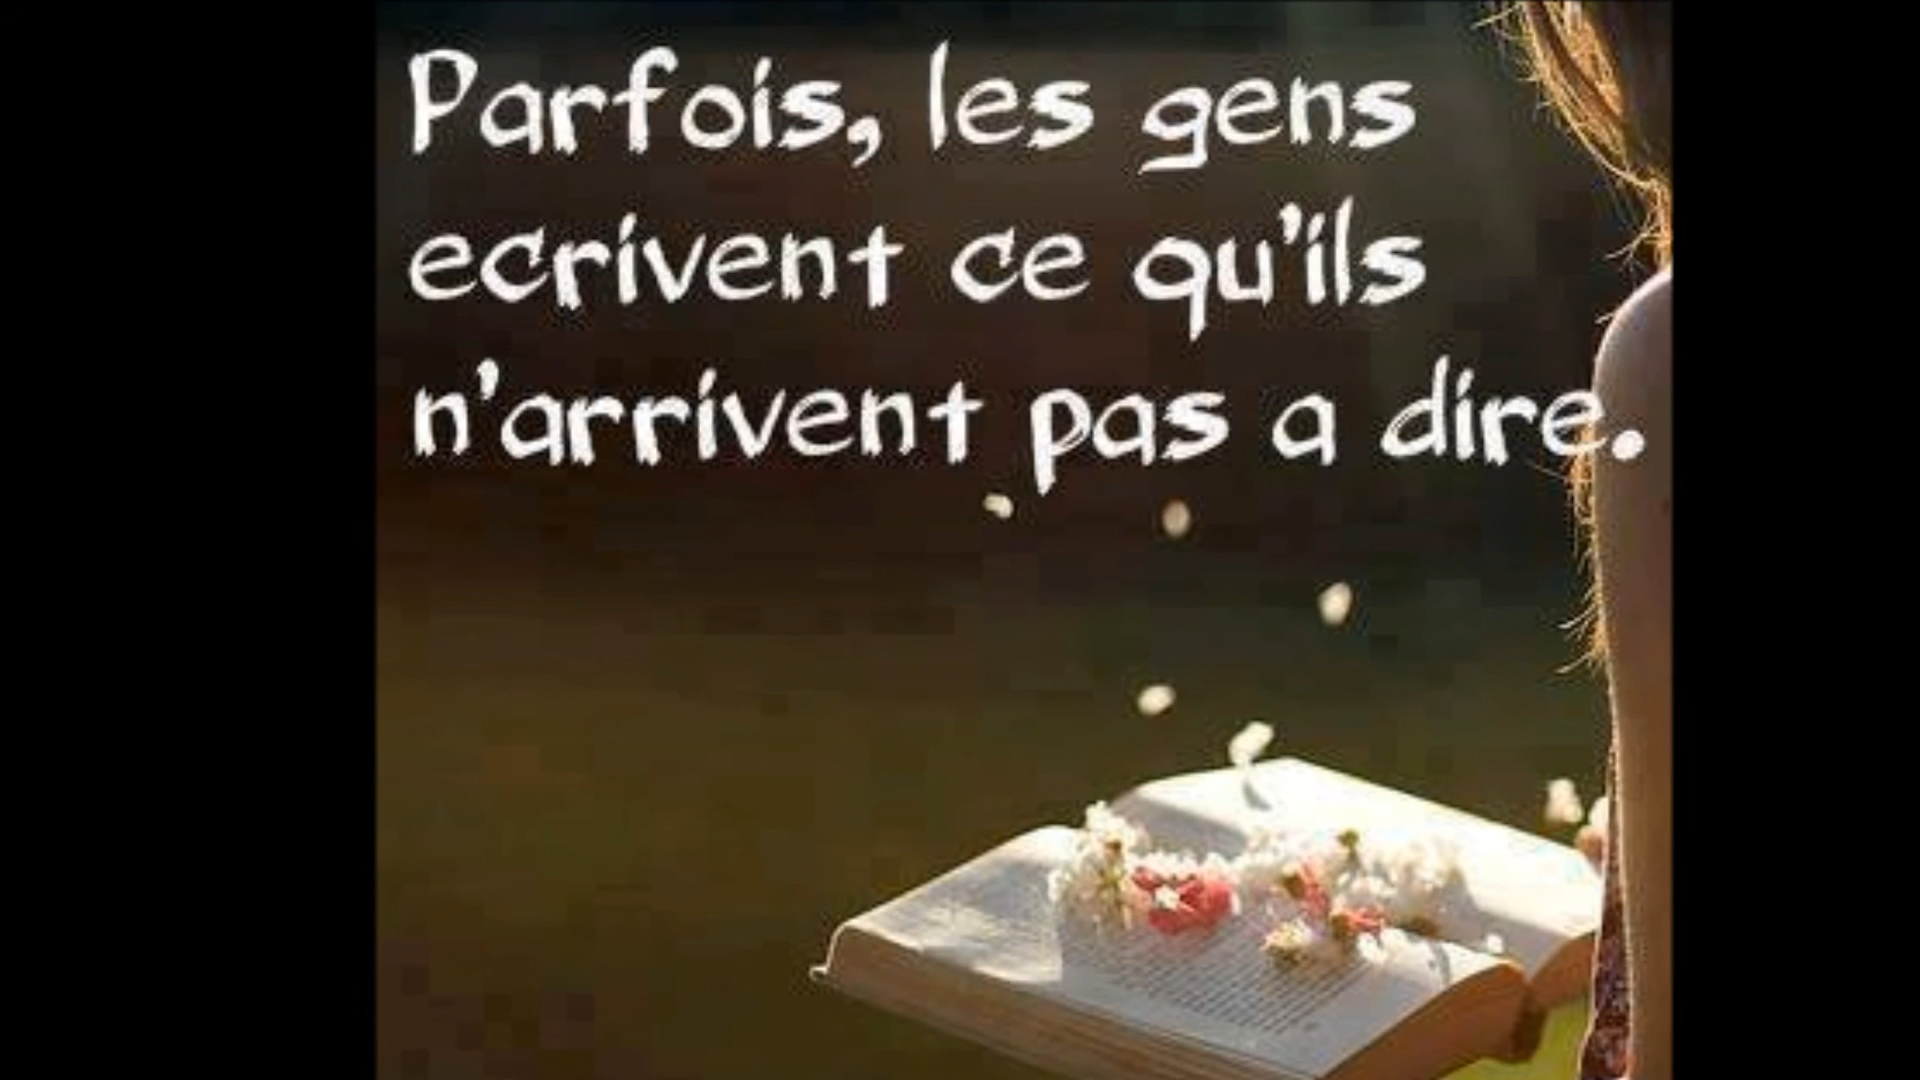 Parfois, les gens
ecrivent ce qu'ils
n'arrivent pas a dire.